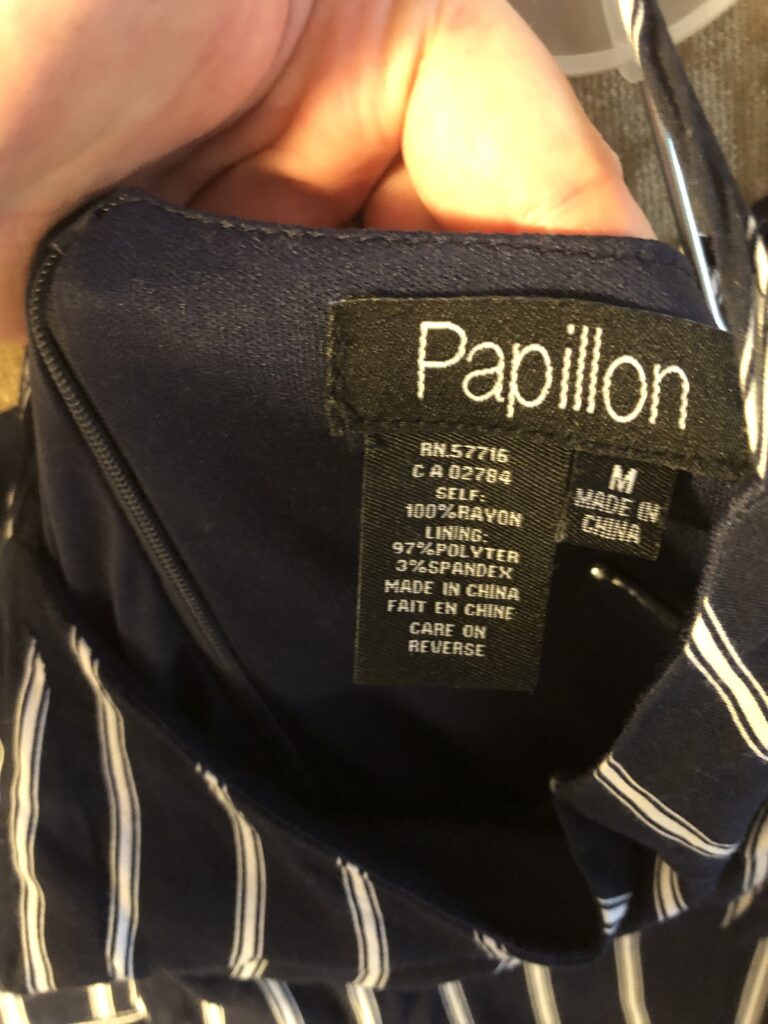 Papillon
RN.57716
C A 02784
SELF:
100%RAYON
LINING:
97%POLYTER
3%SPANDEX
MADE IN CHINA
FAIT EN CHINE
CARE ON
REVERSE
M
MADE IN
CHINA